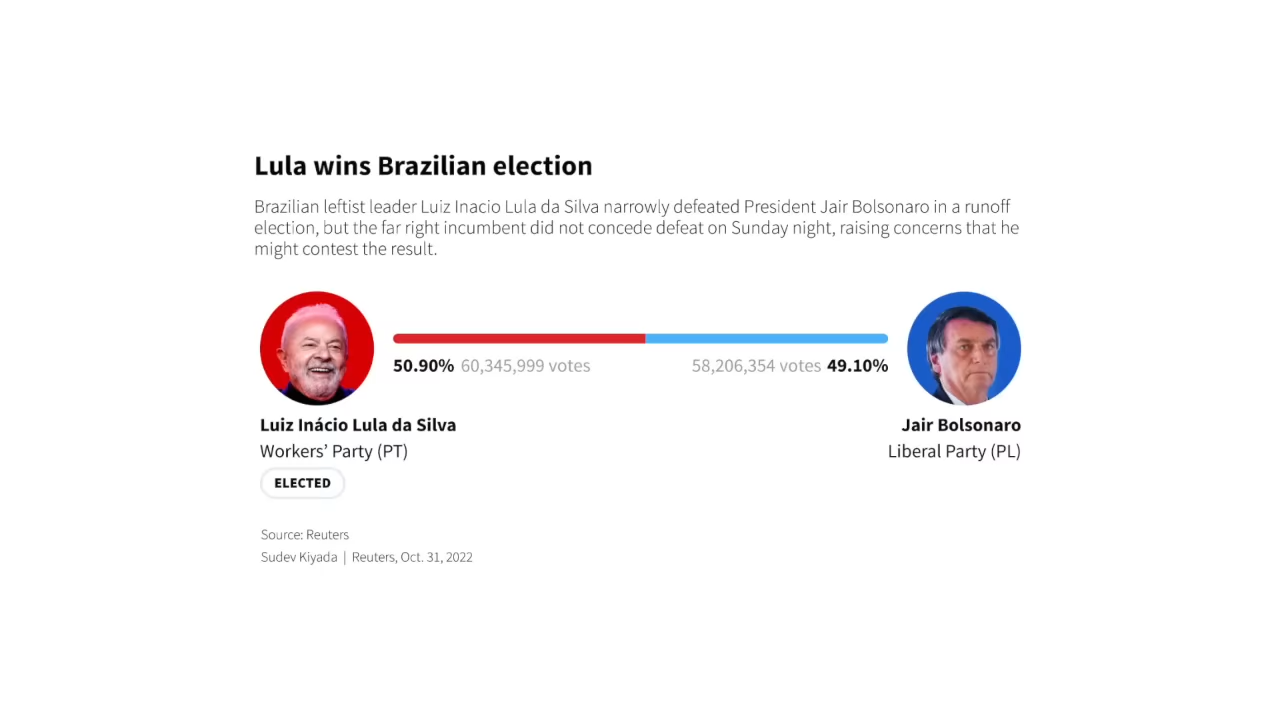 Lula wins Brazilian election
Brazilian leftist leader Luiz Inacio Lula da Silva narrowly defeated President Jair Bolsonaro in a runoff
election, but the far right incumbent did not concede defeat on Sunday night, raising concerns that he
might contest the result.
50.90% 60,345,999 votes
58,206,354 votes 49.10%
Luiz Inácio Lula da Silva
Workers’ Party (PT)
ELECTED
Jair Bolsonaro
Liberal Party (PL)
Source: Reuters
Sudev Kiyada | Reuters, Oct. 31, 2022